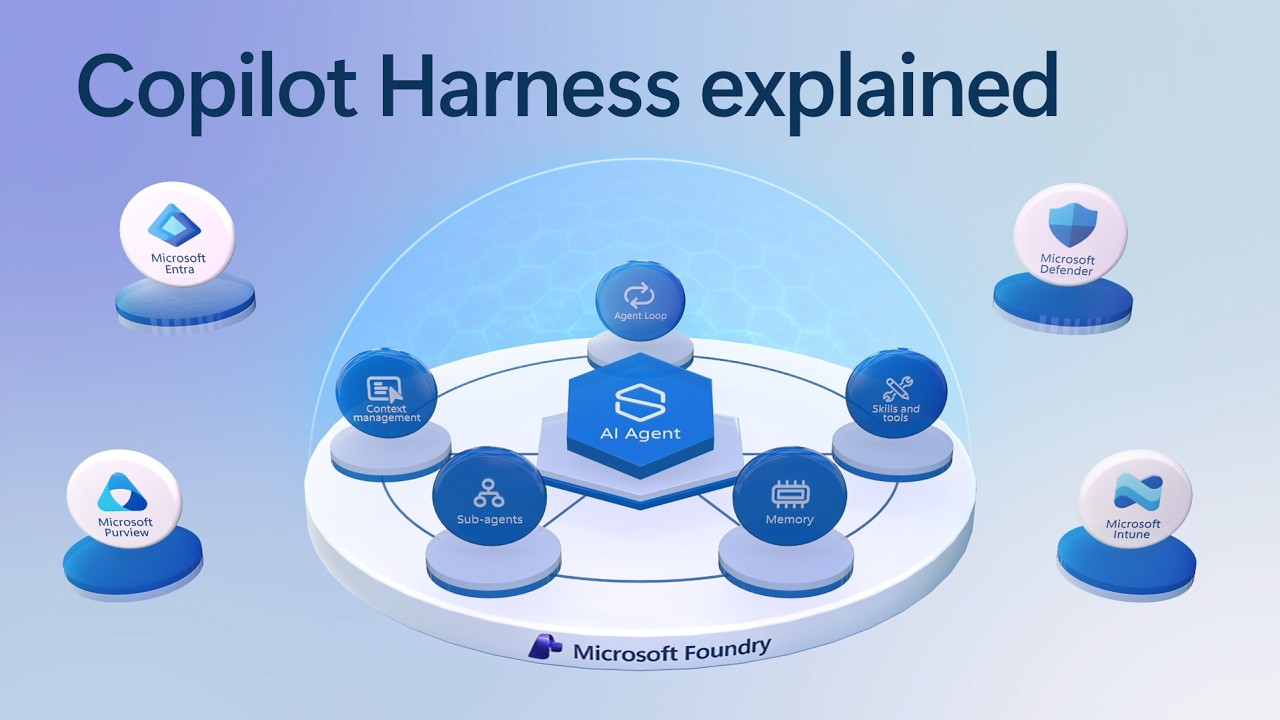 Copilot Harness explained
Microsoft
Entra
Microsoft
Defender
Agent Loop
Context
management
AI Agent
Skills and
tools
Sub-agents
Memory
Microsoft
Purview
Microsoft
Intune
Microsoft Foundry